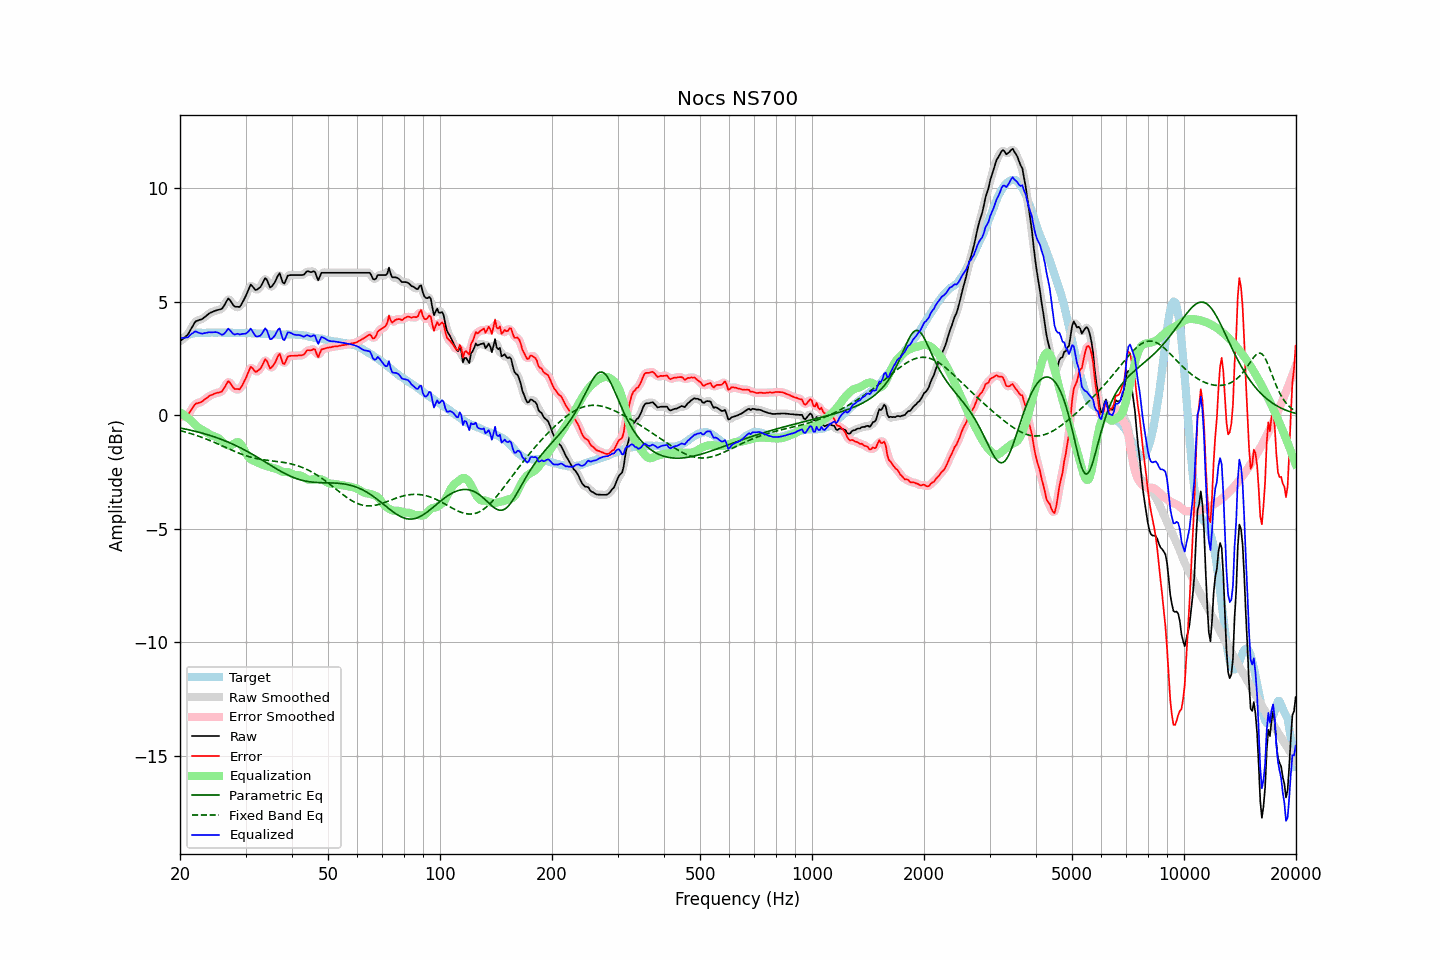 Nocs NS700
Amplitude (dBr)
10
5
0
−5
−10
−15
Target
Raw Smoothed
Error Smoothed
Raw
Error
Equalization
Parametric Eq
Fixed Band Eq
Equalized
20 50 100 200 500 1000 2000 5000 10000 20000
Frequency (Hz)